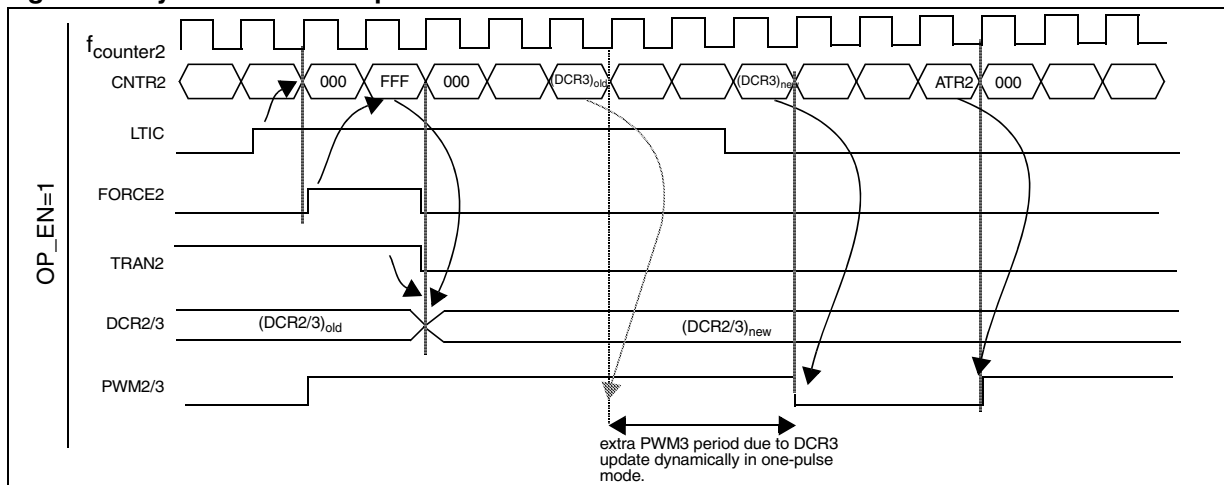 OP_EN=1
fcounter2
CNTR2 000 FFF 000 (DCR3)old (DCR3)new ATR2 000
LTIC
FORCE2
TRAN2
DCR2/3 (DCR2/3)old (DCR2/3)new
PWM2/3
extra PWM3 period due to DCR3
update dynamically in one-pulse
mode.